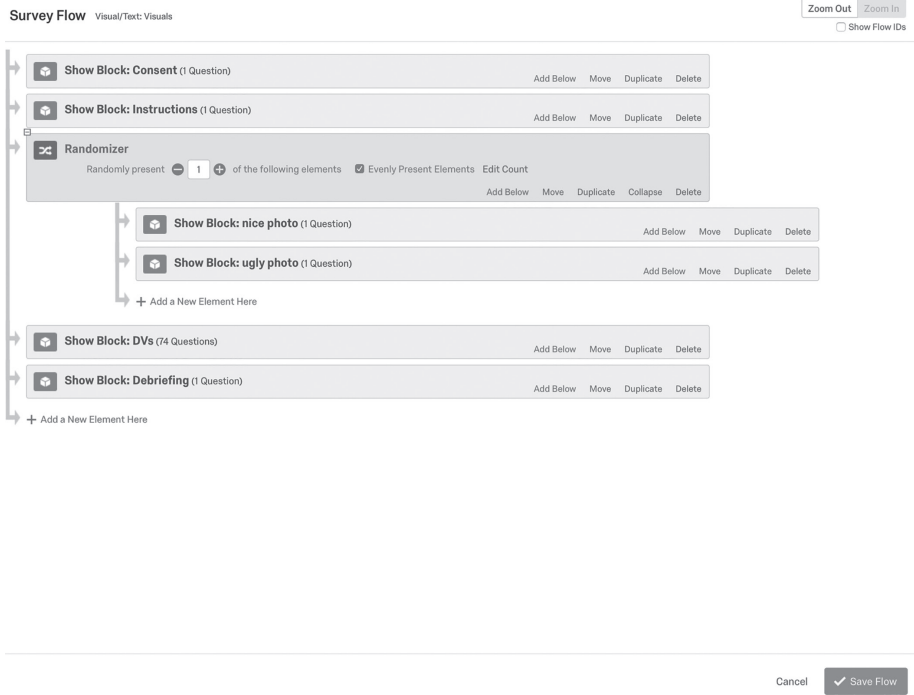 Survey Flow Visual/Text: Visuals
Zoom Out Zoom In
Show Flow IDs
Show Block: Consent (1 Question)
Add Below Move Duplicate Delete
Show Block: Instructions (1 Question)
Add Below Move Duplicate Delete
Randomizer
Randomly present 1 of the following elements Evenly Present Elements Edit Count
Add Below Move Duplicate Collapse Delete
Show Block: nice photo (1 Question)
Add Below Move Duplicate Delete
Show Block: ugly photo (1 Question)
Add Below Move Duplicate Delete
Add a New Element Here
Show Block: DVs (74 Questions)
Add Below Move Duplicate Delete
Show Block: Debriefing (1 Question)
Add Below Move Duplicate Delete
Add a New Element Here
Cancel Save Flow